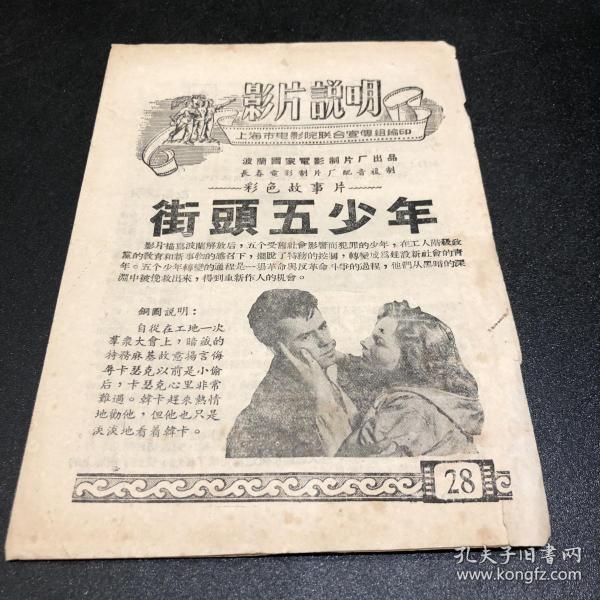 影片說明
上海市电影院联合宣傳組編印
波蘭國家電影制片厂出品
長春電影制片厂配音複制
彩色故事片
街頭五少年
影片描寫波蘭解放后,五个受舊社會影響而犯罪的少年,在工人階級政
黨的教育和新事物的感召下,擺脫了特務的控制,轉變成爲建設新社會的青
年。五个少年轉變的過程是一場革命與反革命斗爭的過程,他們从黑暗的深
淵中被挽救出來,得到重新作人的机會。
銅圖説明:
自從在工地一次
羣衆大會上,暗藏的
特務麻基故意揚言侮
辱卡瑟克以前是小偷
后,卡瑟克心里非常
難過。韓卡趕來熱情
地勸他,但他也只是
淡淡地看着韓卡。
28
孔夫子旧书网
www.kongfz.com